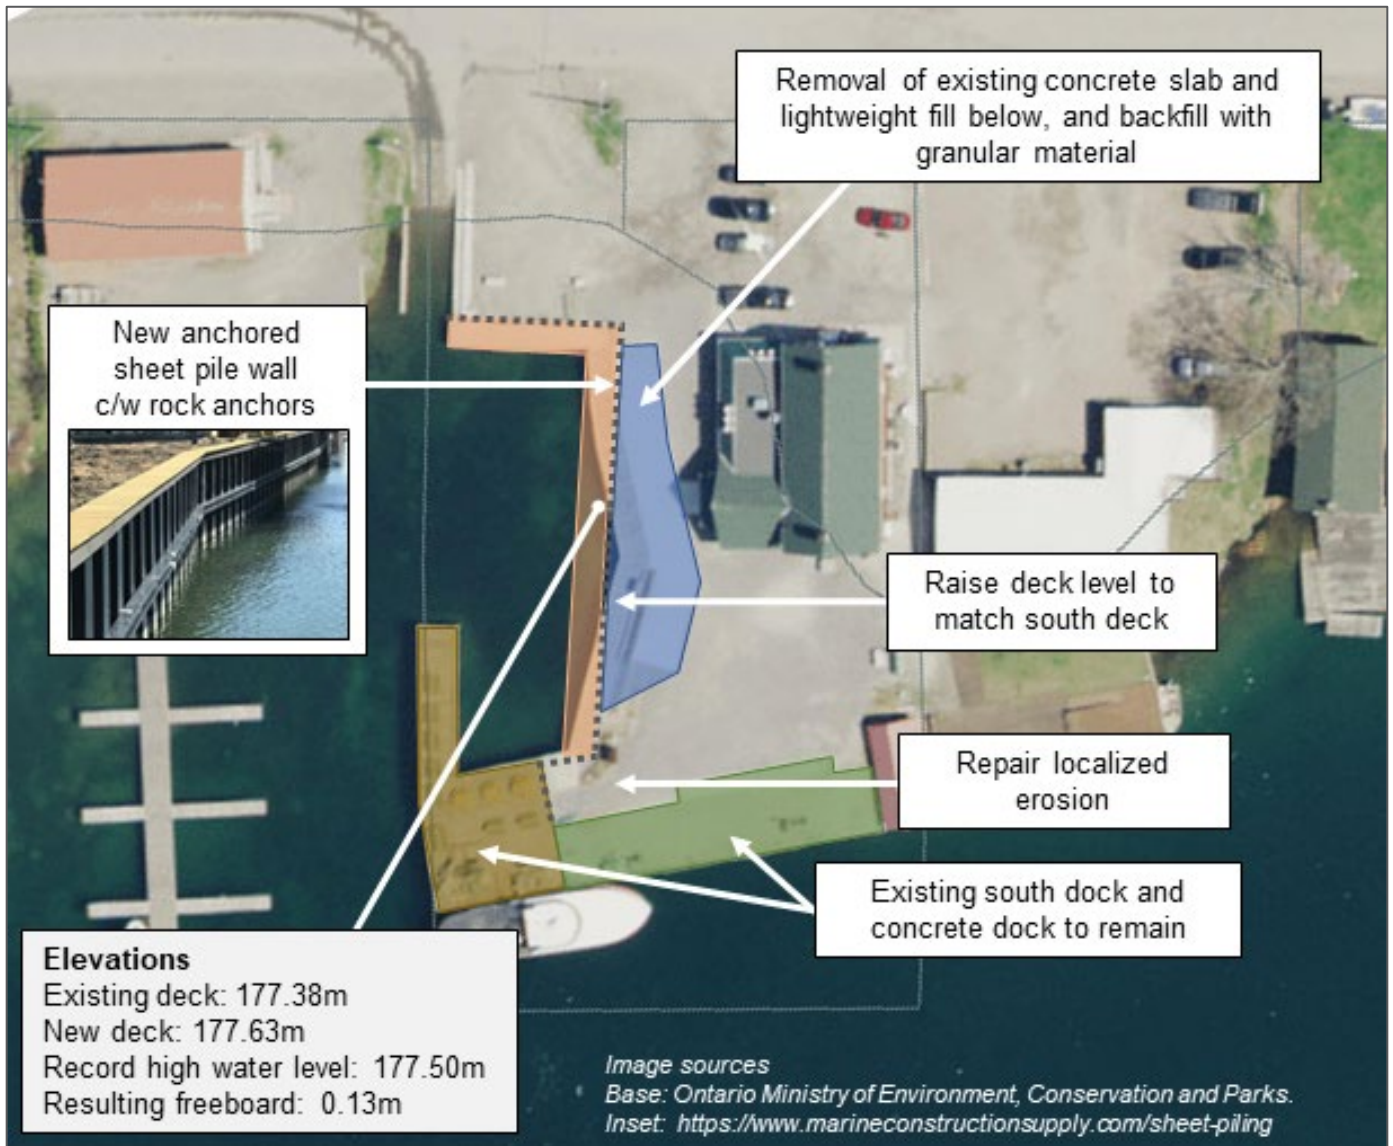 Removal of existing concrete slab and
lightweight fill below, and backfill with
granular material
New anchored
sheet pile wall
c/w rock anchors
Raise deck level to
match south deck
Repair localized
erosion
Existing south dock and
concrete dock to remain
Elevations
Existing deck: 177.38m
New deck: 177.63m
Record high water level: 177.50m
Resulting freeboard: 0.13m
Image sources
Base: Ontario Ministry of Environment, Conservation and Parks.
Inset: https://www.marineconstructionsupply.com/sheet-piling